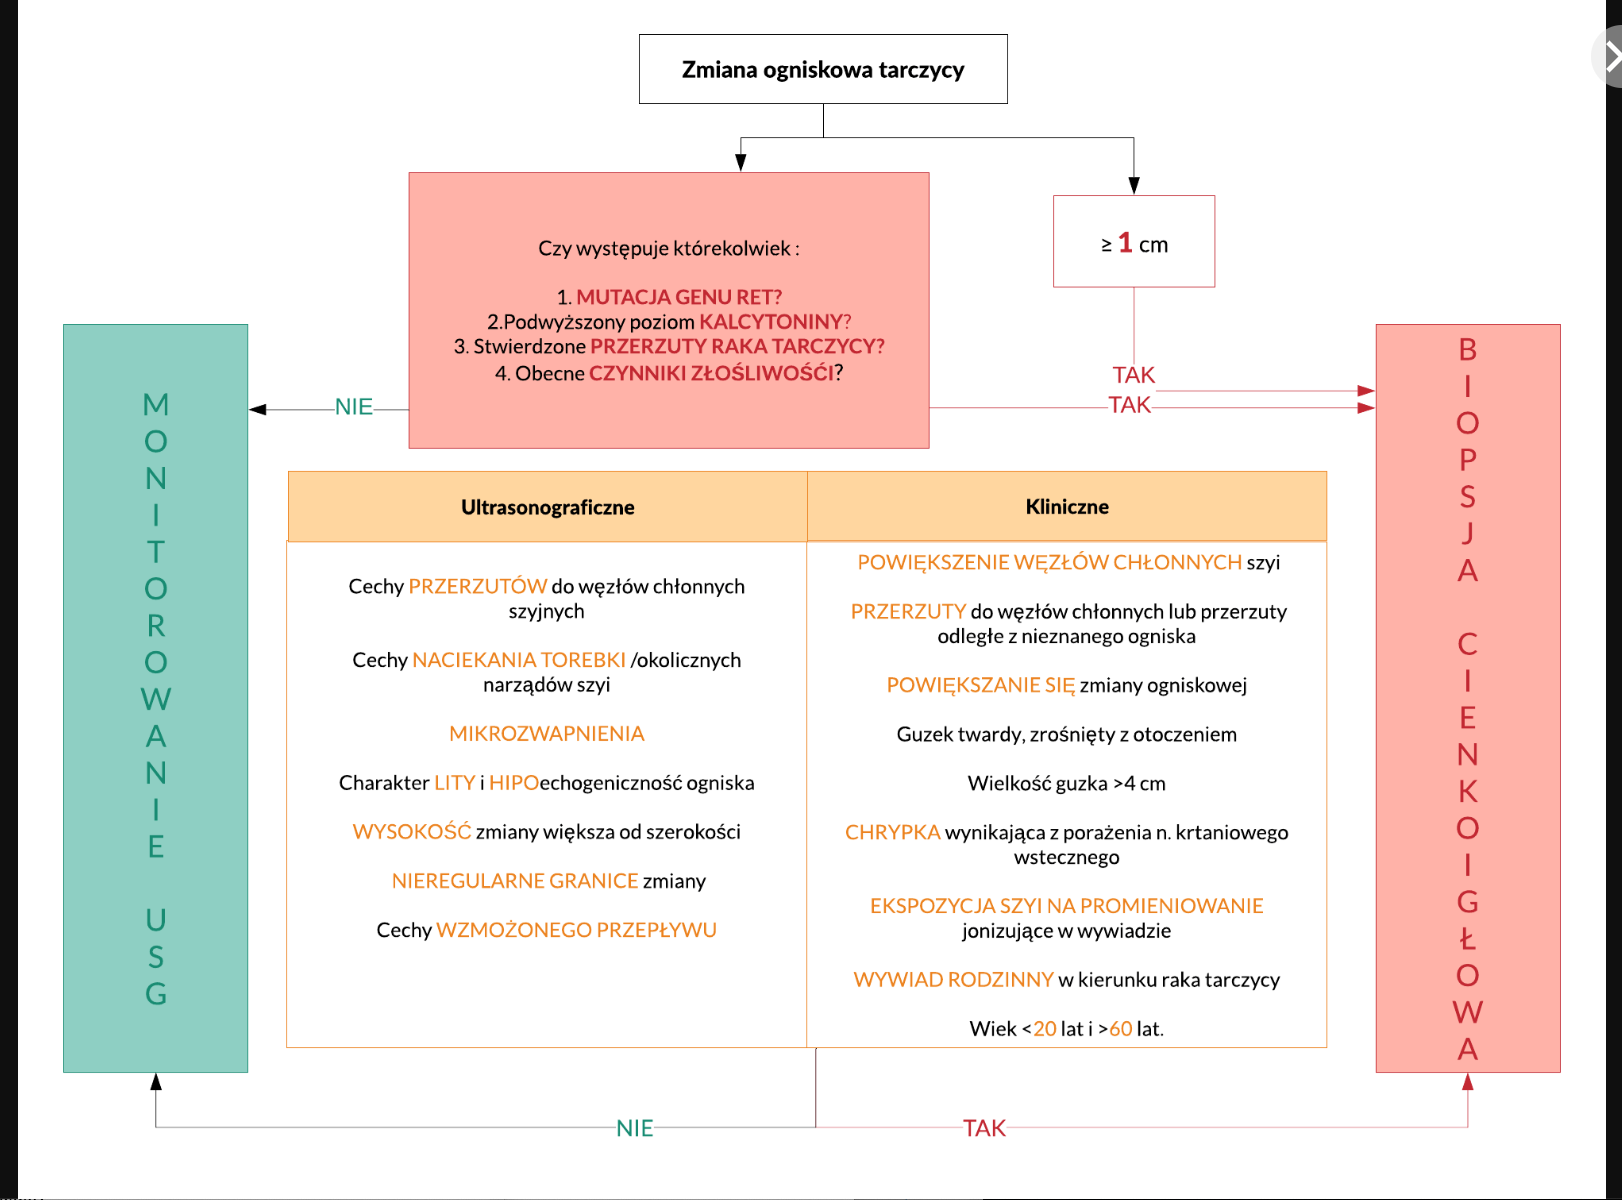 Zmiana ogniskowa tarczycy
Czy występuje którekolwiek :
1. MUTACJA GENU RET?
2.Podwyższony poziom KALCYTONINY?
3. Stwierdzone PRZERZUTY RAKA TARCZYCY?
4. Obecne CZYNNIKI ZŁOŚLIWOŚĆI?
≥ 1 cm
TAK
TAK
NIE
MONITOROWANIE USG
BIOPSJA CIENKOIGŁOWA
Ultrasonograficzne
Cechy PRZERZUTÓW do węzłów chłonnych
szyjnych
Cechy NACIEKANIA TOREBKI /okolicznych
narządów szyi
MIKROZWAPNIENIA
Charakter LITY i HIPOechogeniczność ogniska
WYSOKOŚĆ zmiany większa od szerokości
NIEREGULARNE GRANICE zmiany
Cechy WZMOŻONEGO PRZEPŁYWU
Kliniczne
POWIĘKSZENIE WĘZŁÓW CHŁONNYCH szyi
PRZERZUTY do węzłów chłonnych lub przerzuty
odległe z nieznanego ogniska
POWIĘKSZANIE SIĘ zmiany ogniskowej
Guzek twardy, zrośnięty z otoczeniem
Wielkość guzka >4 cm
CHRYPKA wynikająca z porażenia n. krtaniowego
wstecznego
EKSPOZYCJA SZYI NA PROMIENIOWANIE
jonizujące w wywiadzie
WYWIAD RODZINNY w kierunku raka tarczycy
Wiek <20 lat i >60 lat.
NIE
TAK